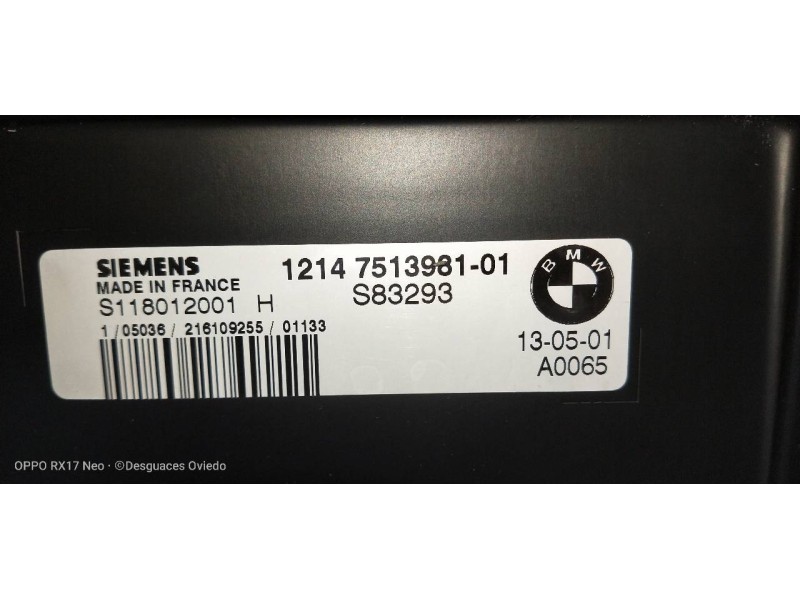 SIEMENS
MADE IN FRANCE
S118012001 H
1/05036/216109255/01133
1214 7513981-01
S83293
BMW
13-05-01
A0065
OPPO RX17 Neo · ©Desguaces Oviedo